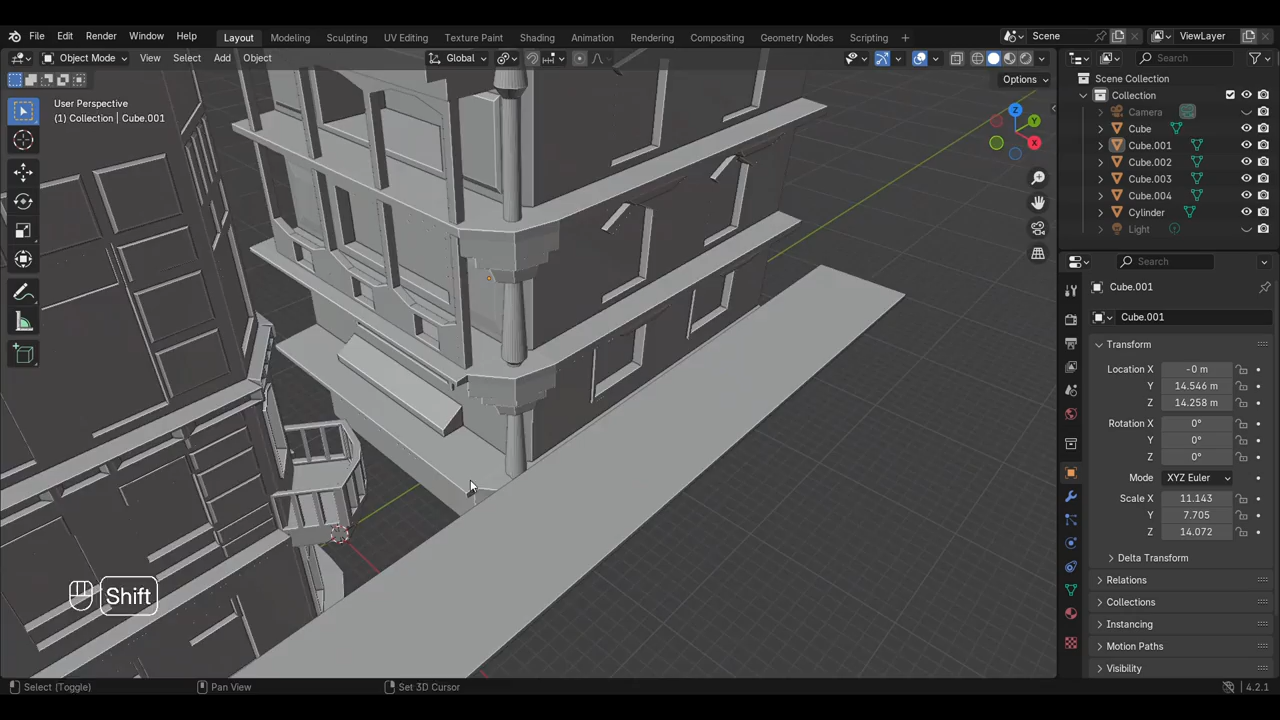 File Edit Render Window Help Layout Modeling Sculpting UV Editing Texture Paint Shading Animation Rendering Compositing Geometry Nodes Scripting Scene ViewLayer
Object Mode View Select Add Object Global Search
Options
User Perspective
(1) Collection | Cube.001
Z
Y
X
Scene Collection
Collection
Camera
Cube
Cube.001
Cube.002
Cube.003
Cube.004
Cylinder
Light
Search
Cube.001
Cube.001
Transform
Location X -0 m
Y 14.546 m
Z 14.258 m
Rotation X 0°
Y 0°
Z 0°
Mode XYZ Euler
Scale X 11.143
Y 7.705
Z 14.072
Delta Transform
Relations
Collections
Instancing
Motion Paths
Visibility
Shift
Select (Toggle) Pan View Set 3D Cursor 4.2.1